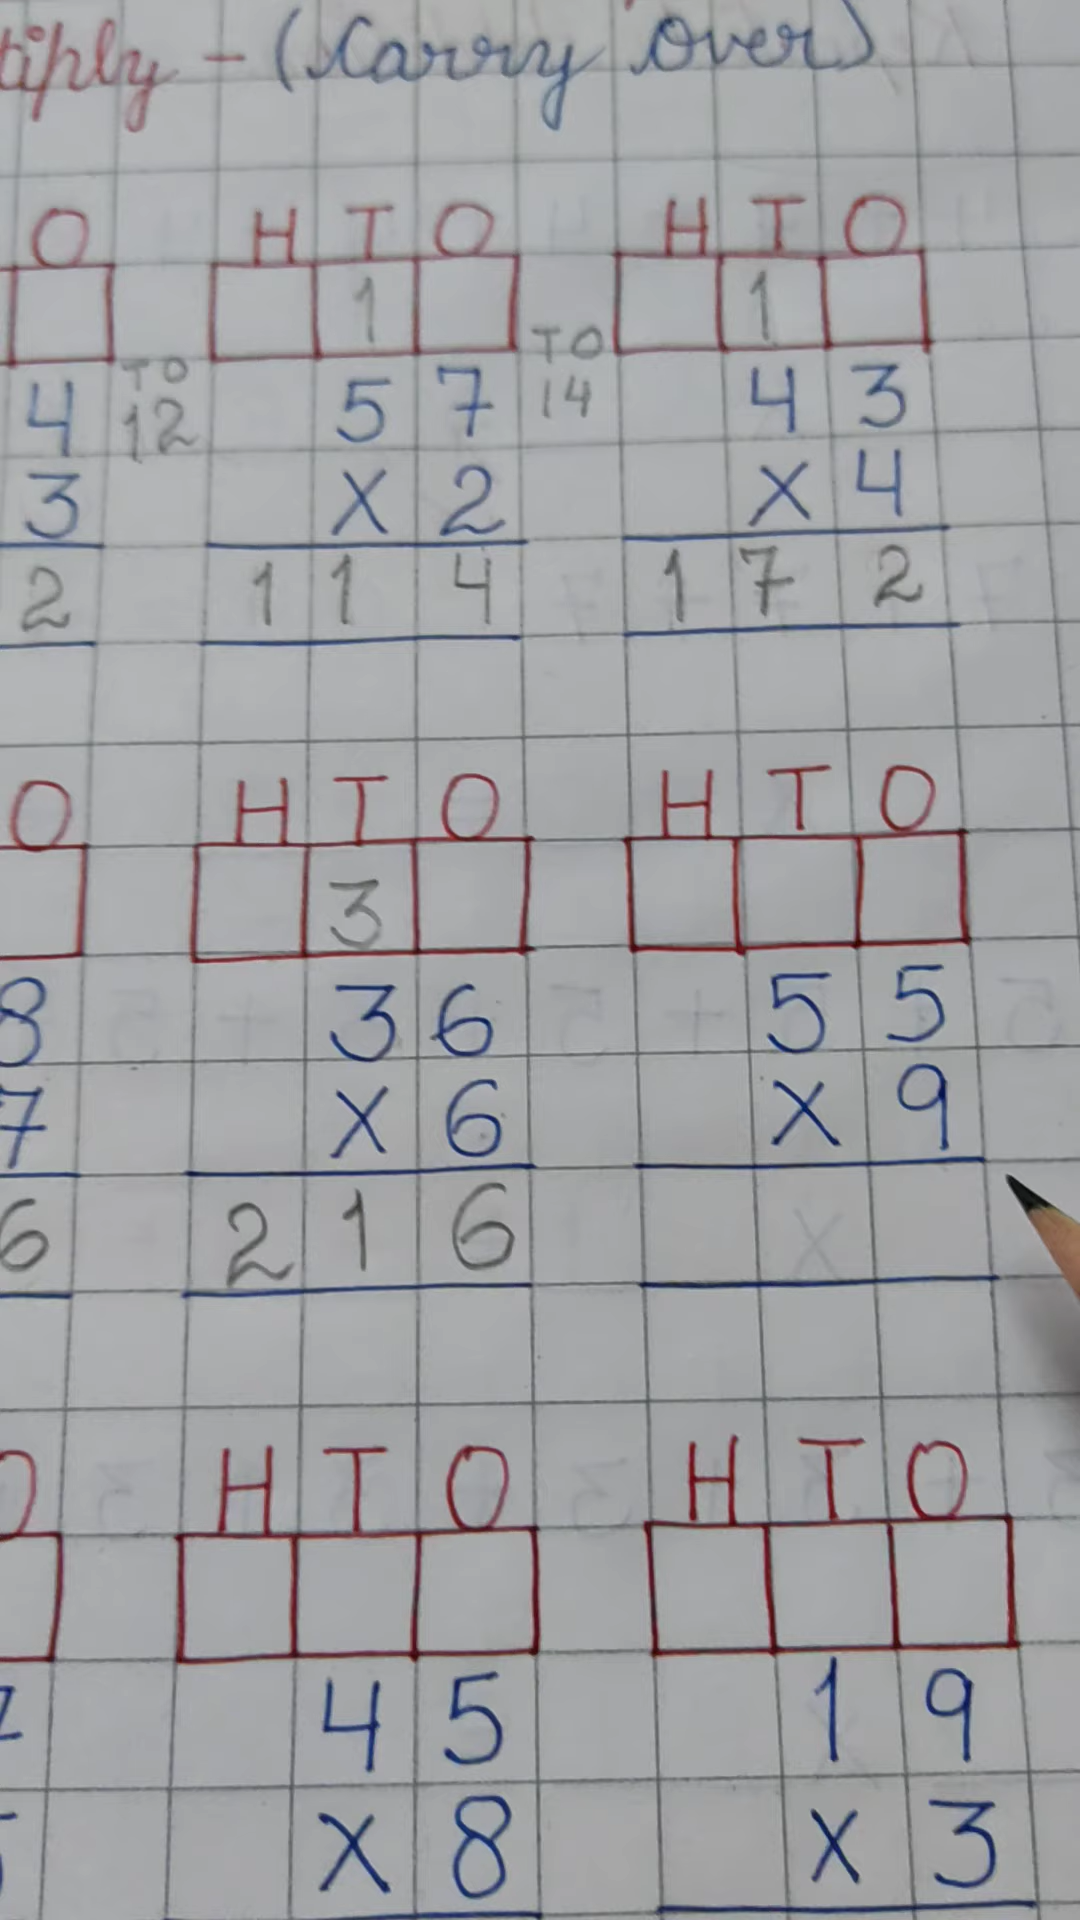 tiply - (Carry Over)
O H T O H T O
1 1
T O
T O
4 12 5 7 14 4 3
3 X 2 X 4
2 1 1 4 1 7 2
O H T O H T O
3
8 3 6 5 5
7 X 6 X 9
6 2 1 6
O H T O H T O
4 5 1 9
X 8 X 3